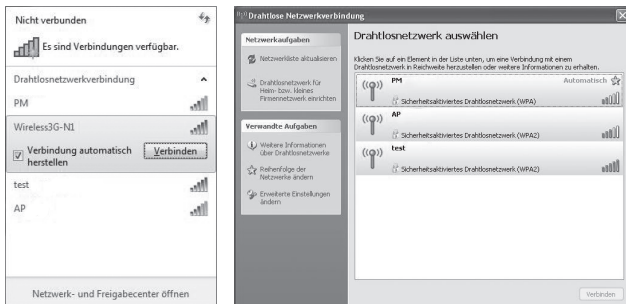 Nicht verbunden
Es sind Verbindungen verfügbar.
Drahtlosnetzwerkverbindung
PM
Wireless3G-N1
Verbindung automatisch
herstellen
Verbinden
test
AP
Netzwerk- und Freigabecenter öffnen
Drahtlose Netzwerkverbindung
Netzwerkaufgaben
Netzwerkliste aktualisieren
Drahtlosnetzwerk für
Heim- bzw. kleines
Firmennetzwerk einrichten
Verwandte Aufgaben
Weitere Informationen
über Drahtlosnetzwerke
Reihenfolge der
Netzwerke ändern
Erweiterte Einstellungen
ändern
Drahtlosnetzwerk auswählen
Klicken Sie auf ein Element in der Liste unten, um eine Verbindung mit einem
Drahtlosnetzwerk in Reichweite herzustellen oder weitere Informationen zu erhalten.
PM Automatisch
Sicherheitsaktiviertes Drahtlosnetzwerk (WPA)
AP
Sicherheitsaktiviertes Drahtlosnetzwerk (WPA2)
test
Sicherheitsaktiviertes Drahtlosnetzwerk (WPA2)
Verbinden